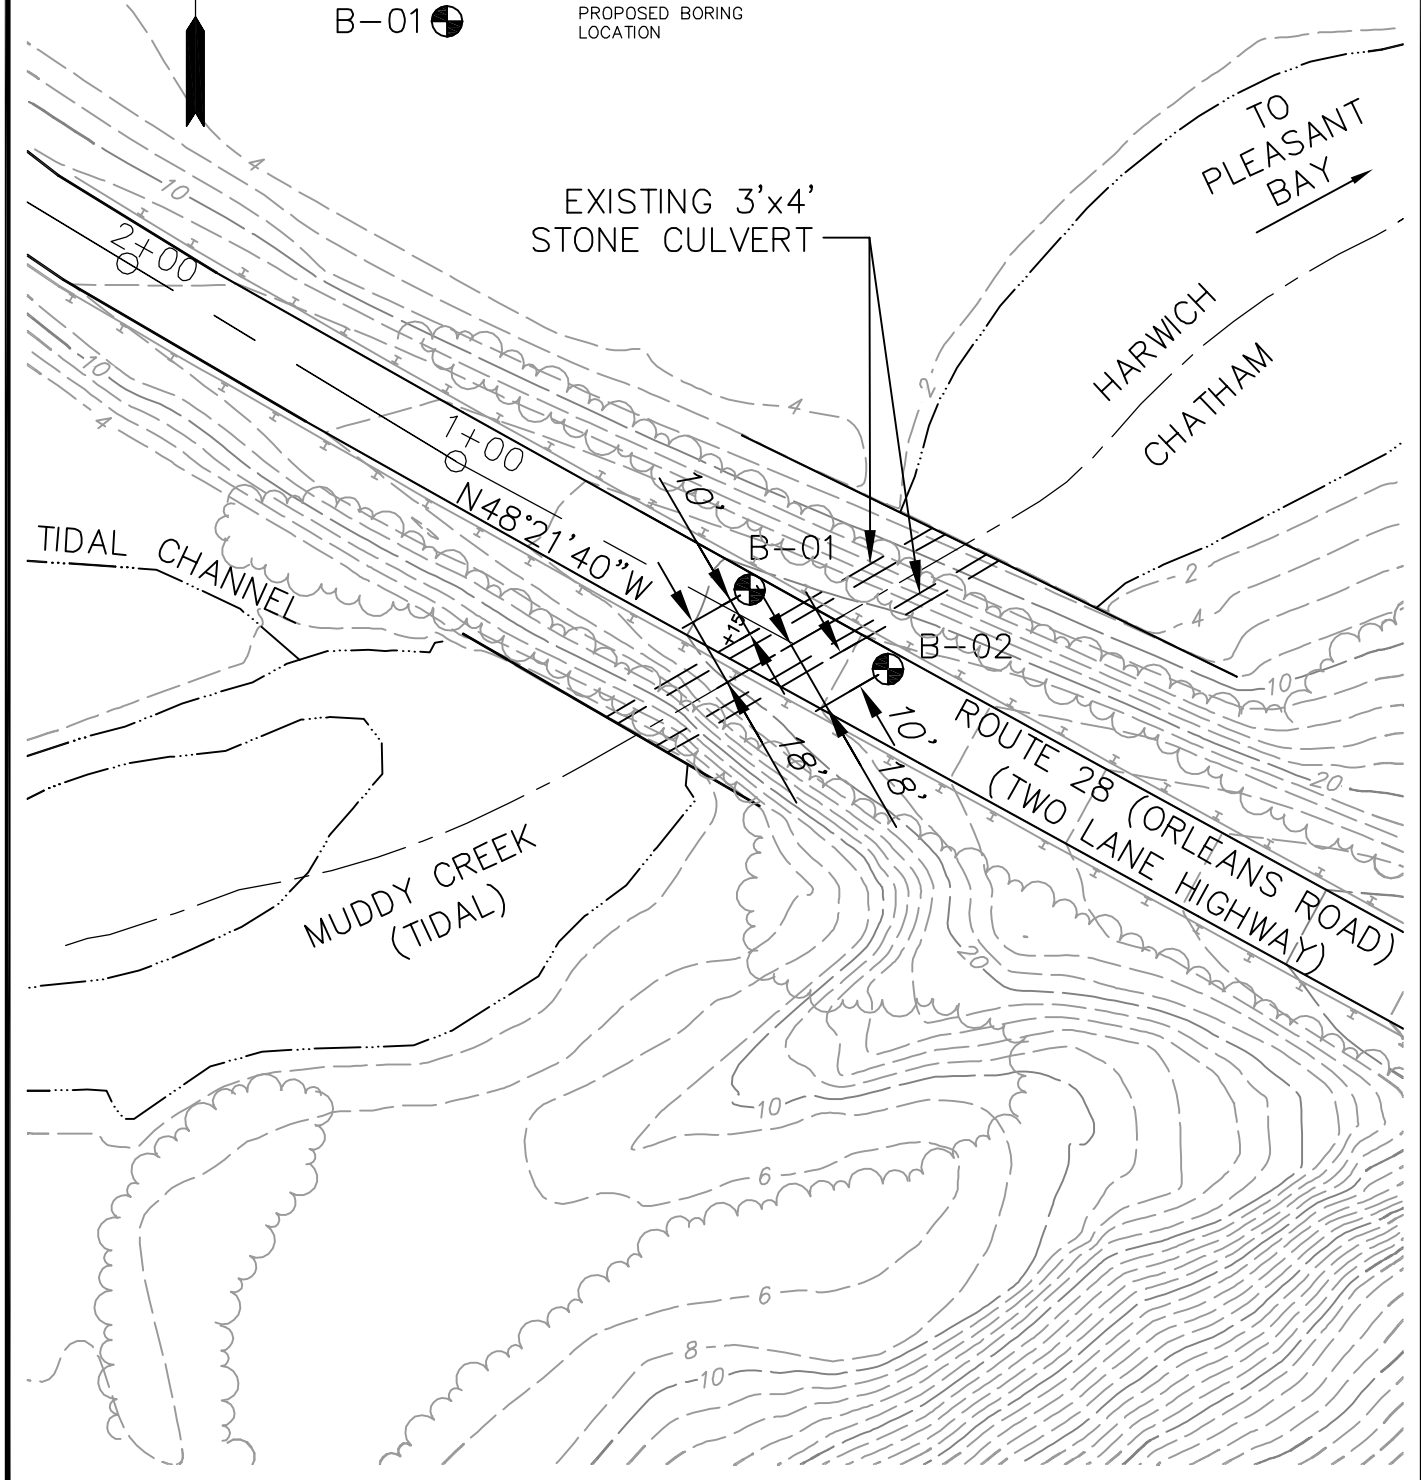 B-01
PROPOSED BORING
LOCATION
TO
PLEASANT
BAY
4
10
EXISTING 3'x4'
STONE CULVERT
2+00
HARWICH
CHATHAM
10
2
4
4
1+00
10'
N48°21'40"W
B-01
TIDAL CHANNEL
2
+15
4
B-02
10
10'
ROUTE 28 (ORLEANS ROAD)
(TWO LANE HIGHWAY)
18'
18'
20
MUDDY CREEK
(TIDAL)
20
10
6
6
8
10